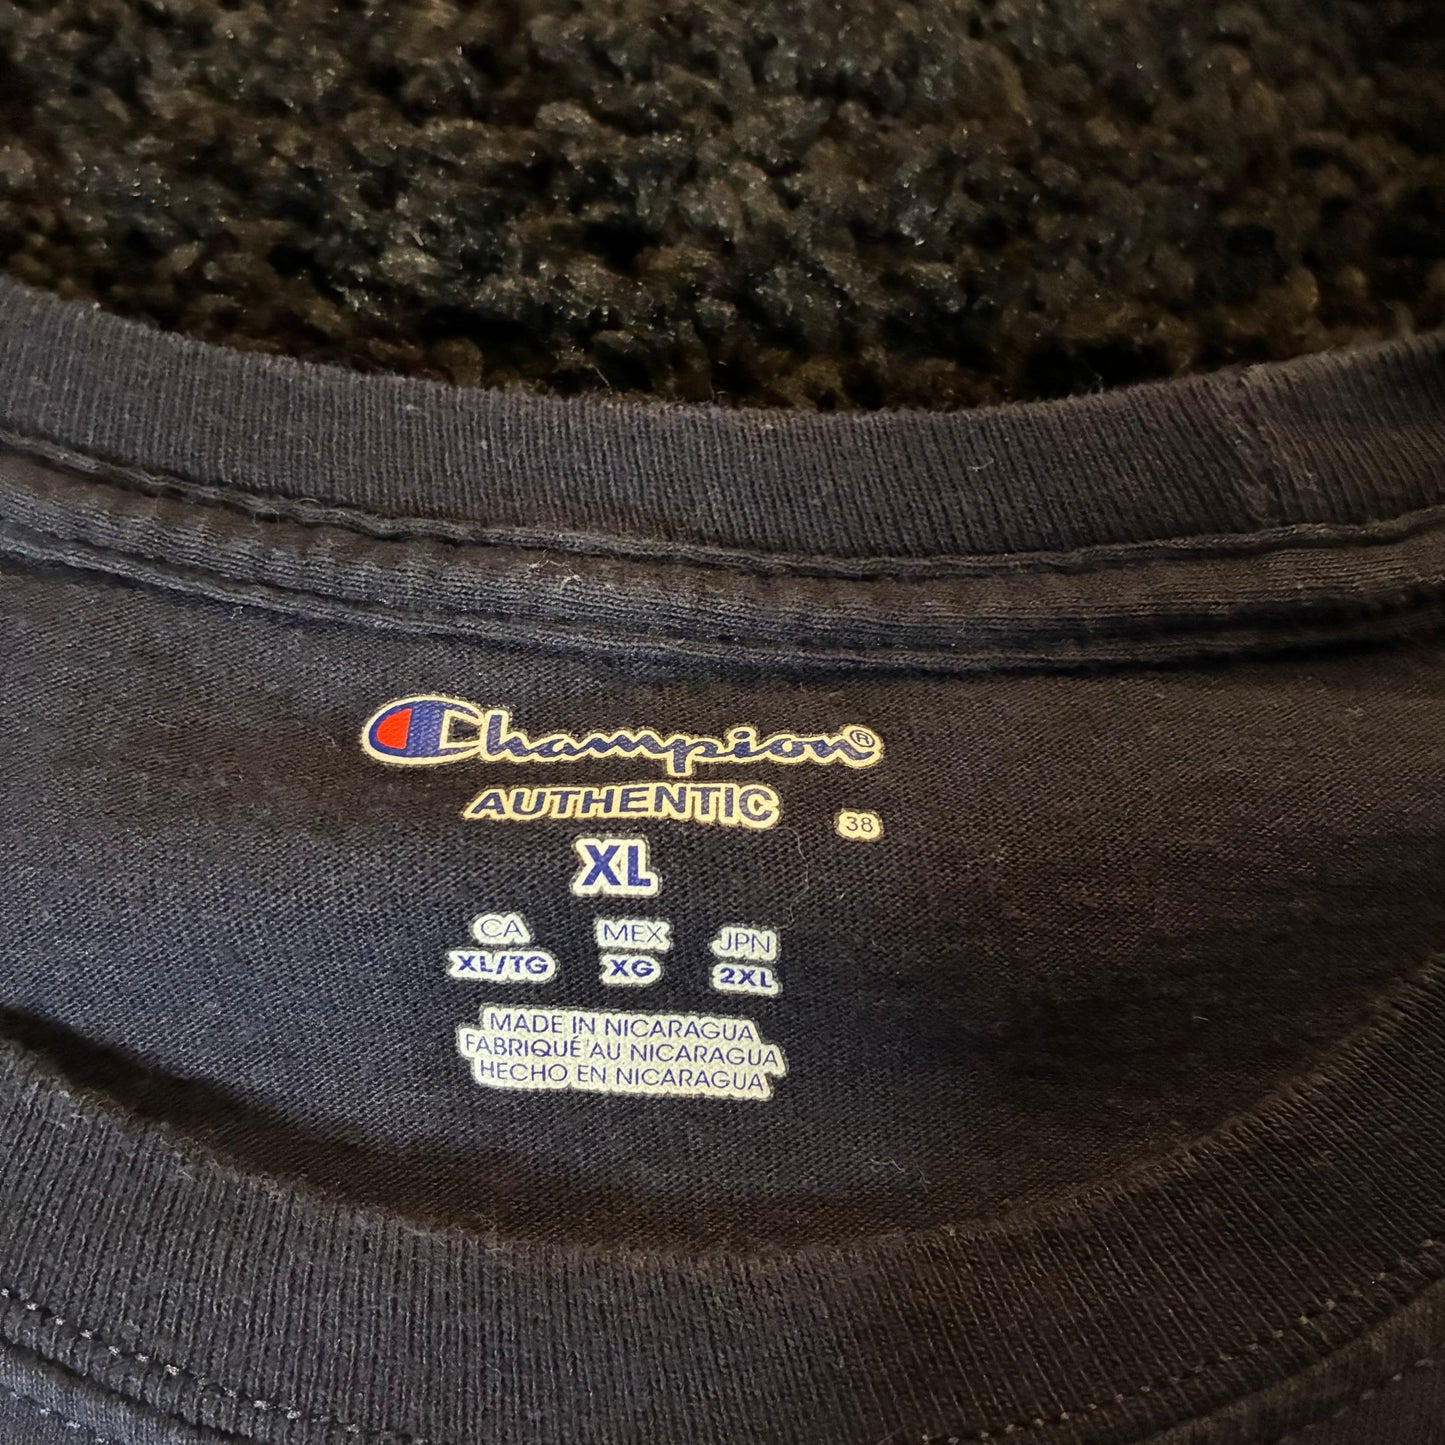 Champion®
AUTHENTIC
38
XL
CA MEX JPN
XL/TG XG 2XL
MADE IN NICARAGUA
FABRIQUÉ AU NICARAGUA
HECHO EN NICARAGUA